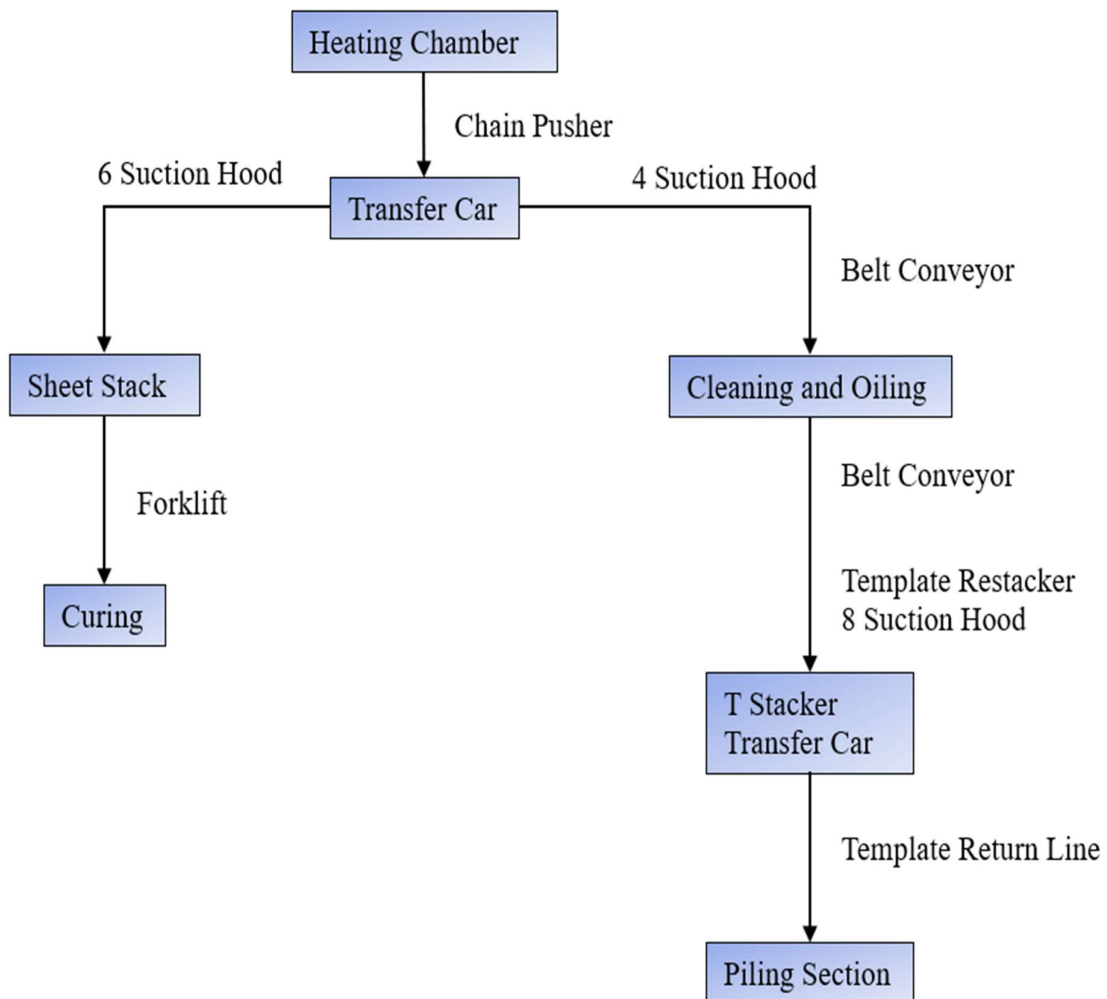 Heating Chamber
Chain Pusher
6 Suction Hood
4 Suction Hood
Transfer Car
Belt Conveyor
Sheet Stack
Cleaning and Oiling
Belt Conveyor
Forklift
Template Restacker
8 Suction Hood
Curing
T Stacker
Transfer Car
Template Return Line
Piling Section